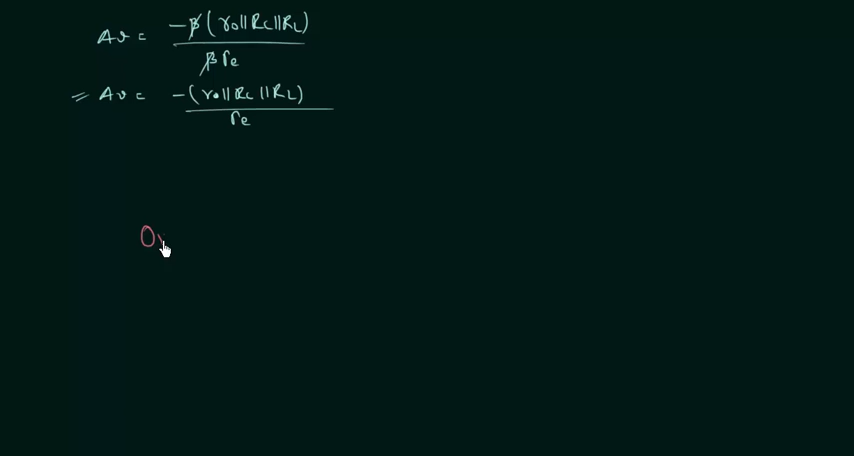 Av = -β(ro||Rc||RL)
βre
= Av = -(ro||Rc||RL)
re